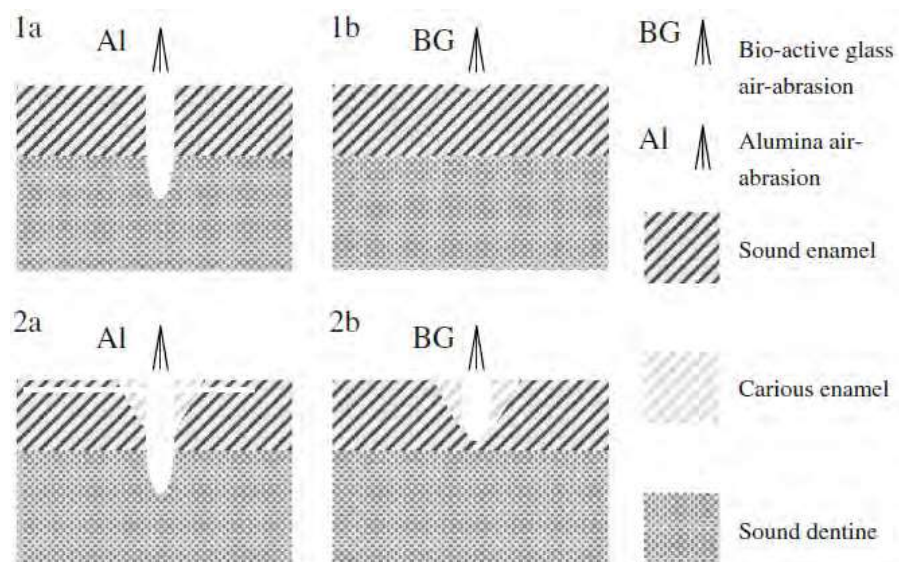 1a
Al
1b
BG
BG
Bio-active glass
air-abrasion
Al
Alumina air-
abrasion
Sound enamel
2a
Al
2b
BG
Carious enamel
Sound dentine